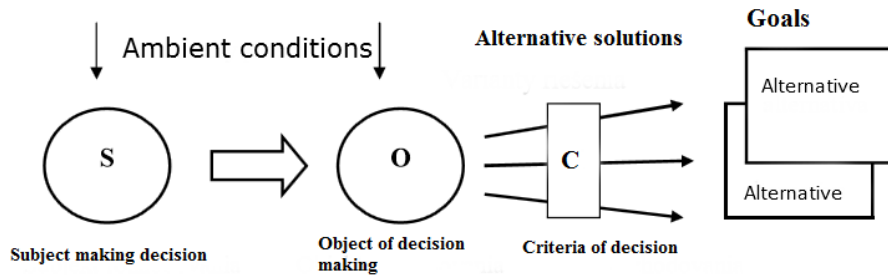 Goals
Ambient conditions
Alternative solutions
Alternative
S
O
C
Alternative
Subject making decision
Object of decision
making
Criteria of decision